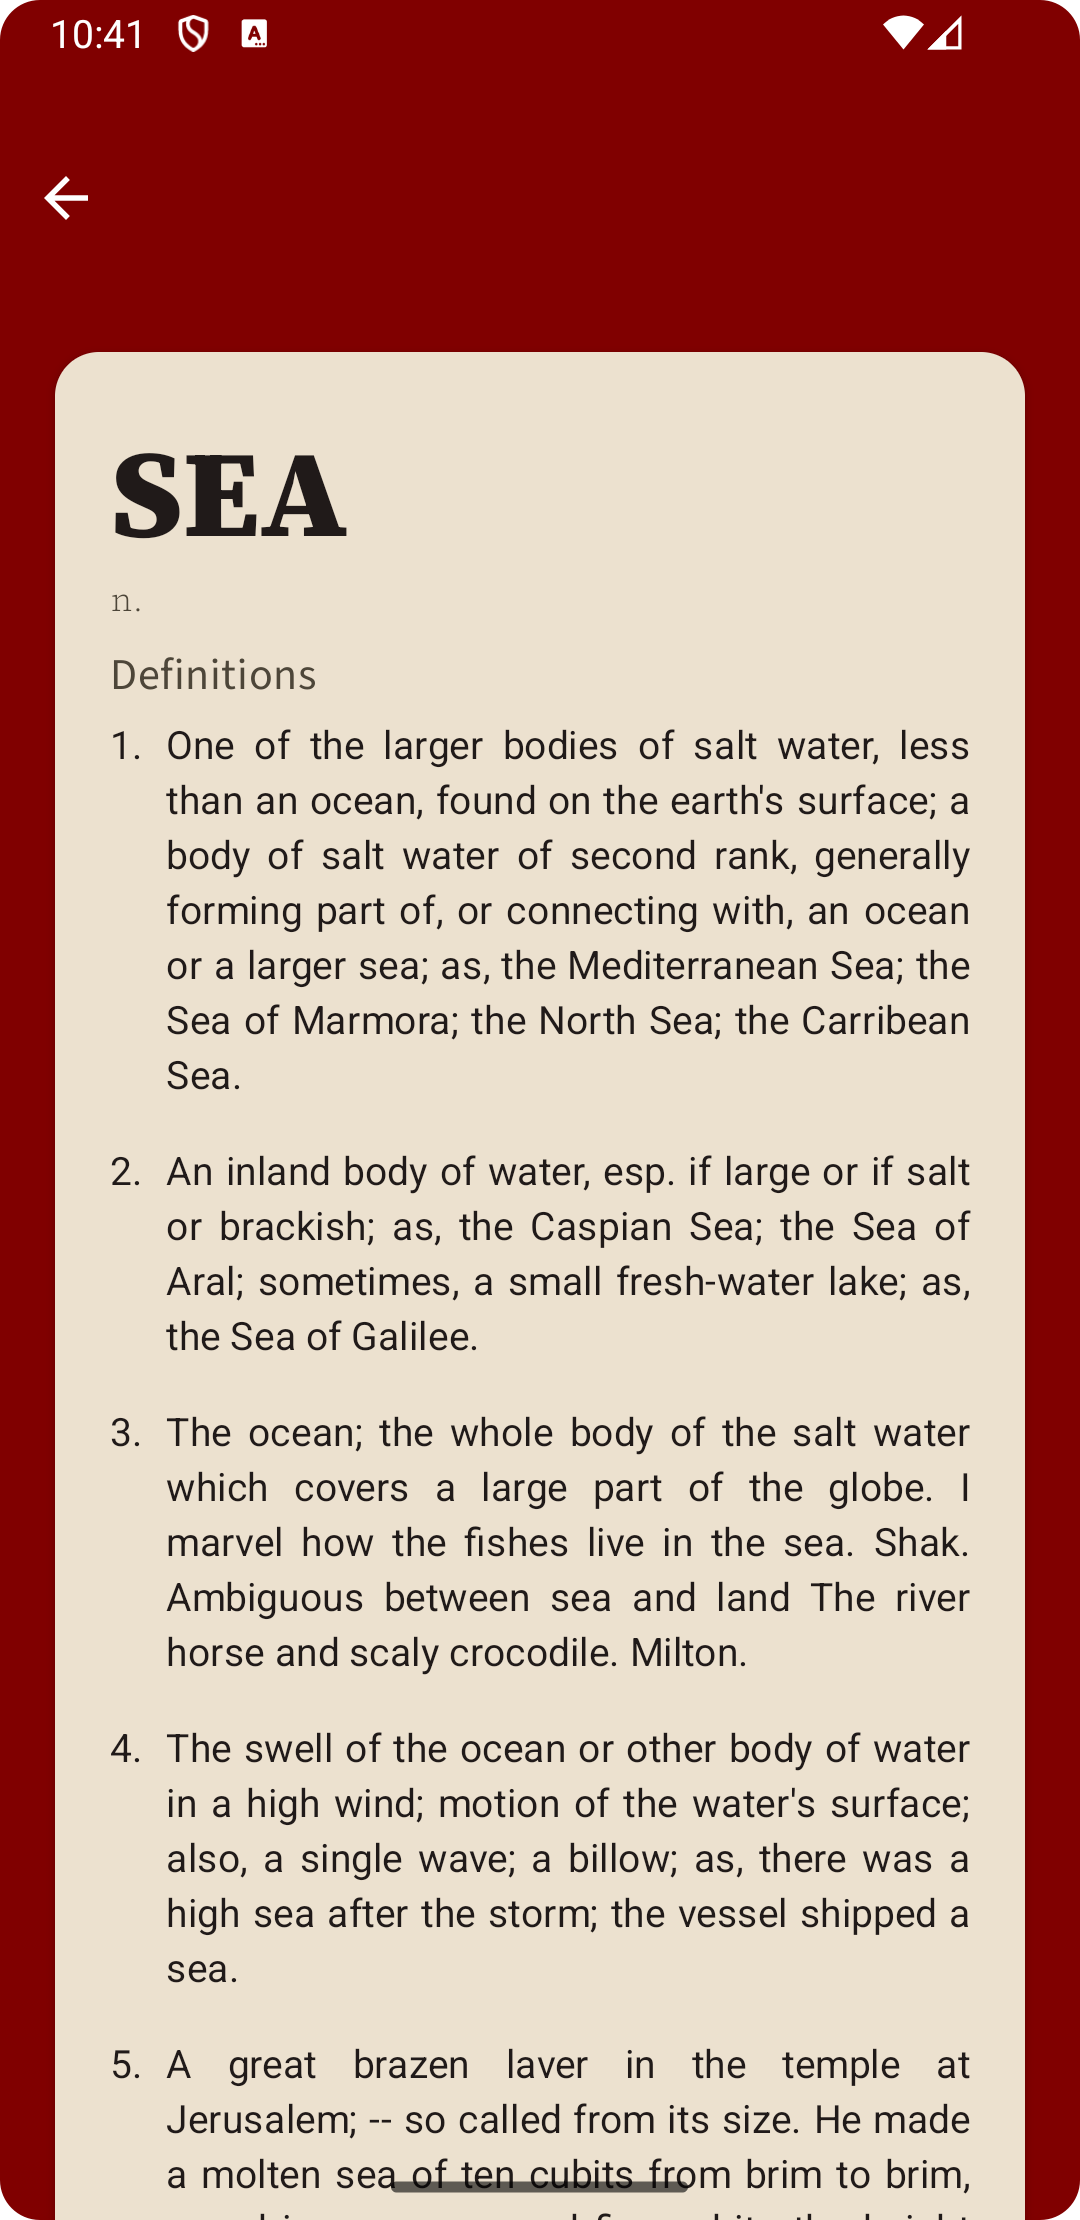 10:41
SEA
n.
Definitions
1. One of the larger bodies of salt water, less
than an ocean, found on the earth's surface; a
body of salt water of second rank, generally
forming part of, or connecting with, an ocean
or a larger sea; as, the Mediterranean Sea; the
Sea of Marmora; the North Sea; the Carribean
Sea.
2. An inland body of water, esp. if large or if salt
or brackish; as, the Caspian Sea; the Sea of
Aral; sometimes, a small fresh-water lake; as,
the Sea of Galilee.
3. The ocean; the whole body of the salt water
which covers a large part of the globe. I
marvel how the fishes live in the sea. Shak.
Ambiguous between sea and land The river
horse and scaly crocodile. Milton.
4. The swell of the ocean or other body of water
in a high wind; motion of the water's surface;
also, a single wave; a billow; as, there was a
high sea after the storm; the vessel shipped a
sea.
5. A great brazen laver in the temple at
Jerusalem; -- so called from its size. He made
a molten sea of ten cubits from brim to brim,